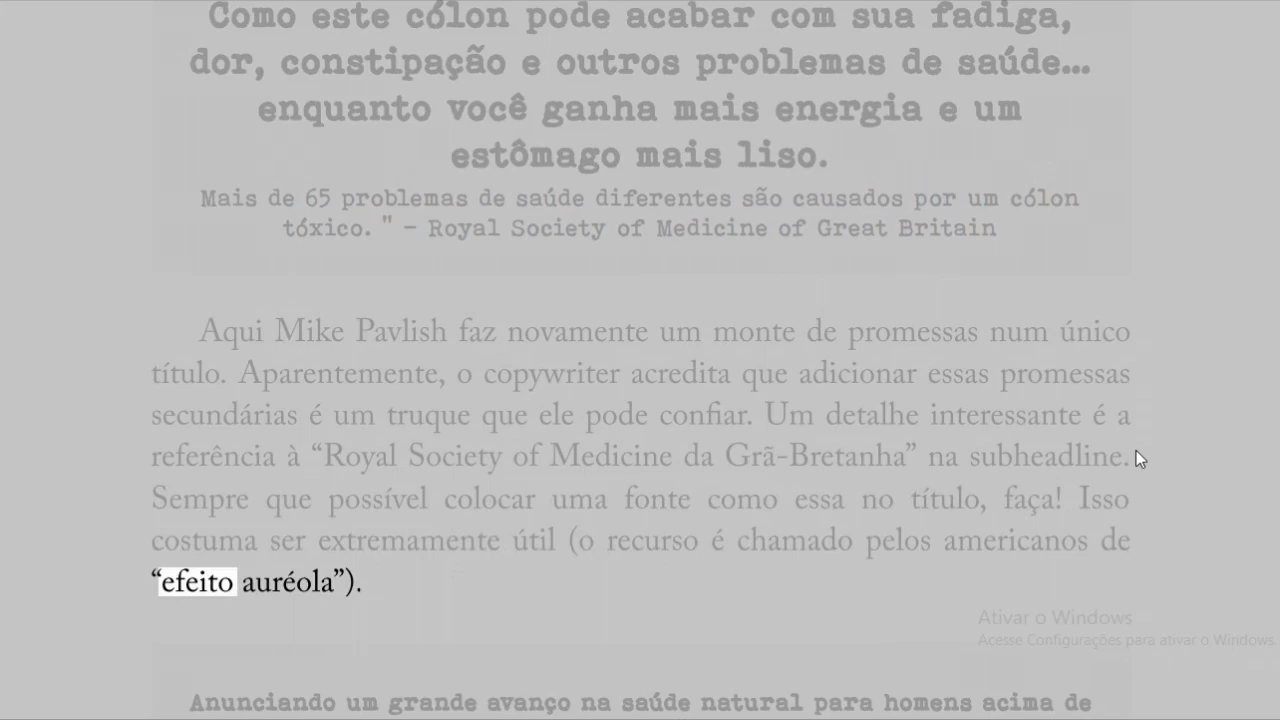 Como este cólon pode acabar com sua fadiga,
dor, constipação e outros problemas de saúde...
enquanto você ganha mais energia e um
estômago mais liso.
Mais de 65 problemas de saúde diferentes são causados por um cólon
tóxico. " - Royal Society of Medicine of Great Britain
Aqui Mike Pavlish faz novamente um monte de promessas num único
título. Aparentemente, o copywriter acredita que adicionar essas promessas
secundárias é um truque que ele pode confiar. Um detalhe interessante é a
referência à “Royal Society of Medicine da Grã-Bretanha” na subheadline.
Sempre que possível colocar uma fonte como essa no título, faça! Isso
costuma ser extremamente útil (o recurso é chamado pelos americanos de
“efeito auréola”).
Ativar o Windows
Acesse Configurações para ativar o Windows.
Anunciando um grande avanço na saúde natural para homens acima de